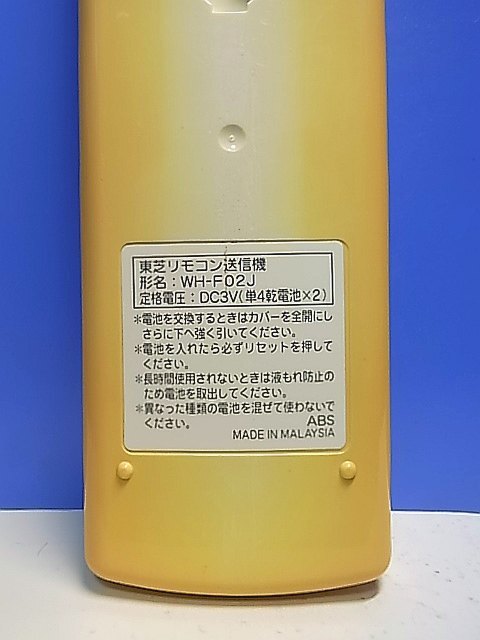 東芝リモコン送信機
形名:WH-F02J
定格電圧:DC3V(単4乾電池×2)
*電池を交換するときはカバーを全開にし
さらに下へ強く引いてください。
*電池を入れたら必ずリセットを押して
ください。
*長時間使用されないときは液もれ防止の
ため電池を取出してください。
*異なった種類の電池を混ぜて使わないで
ください。
ABS
MADE IN MALAYSIA